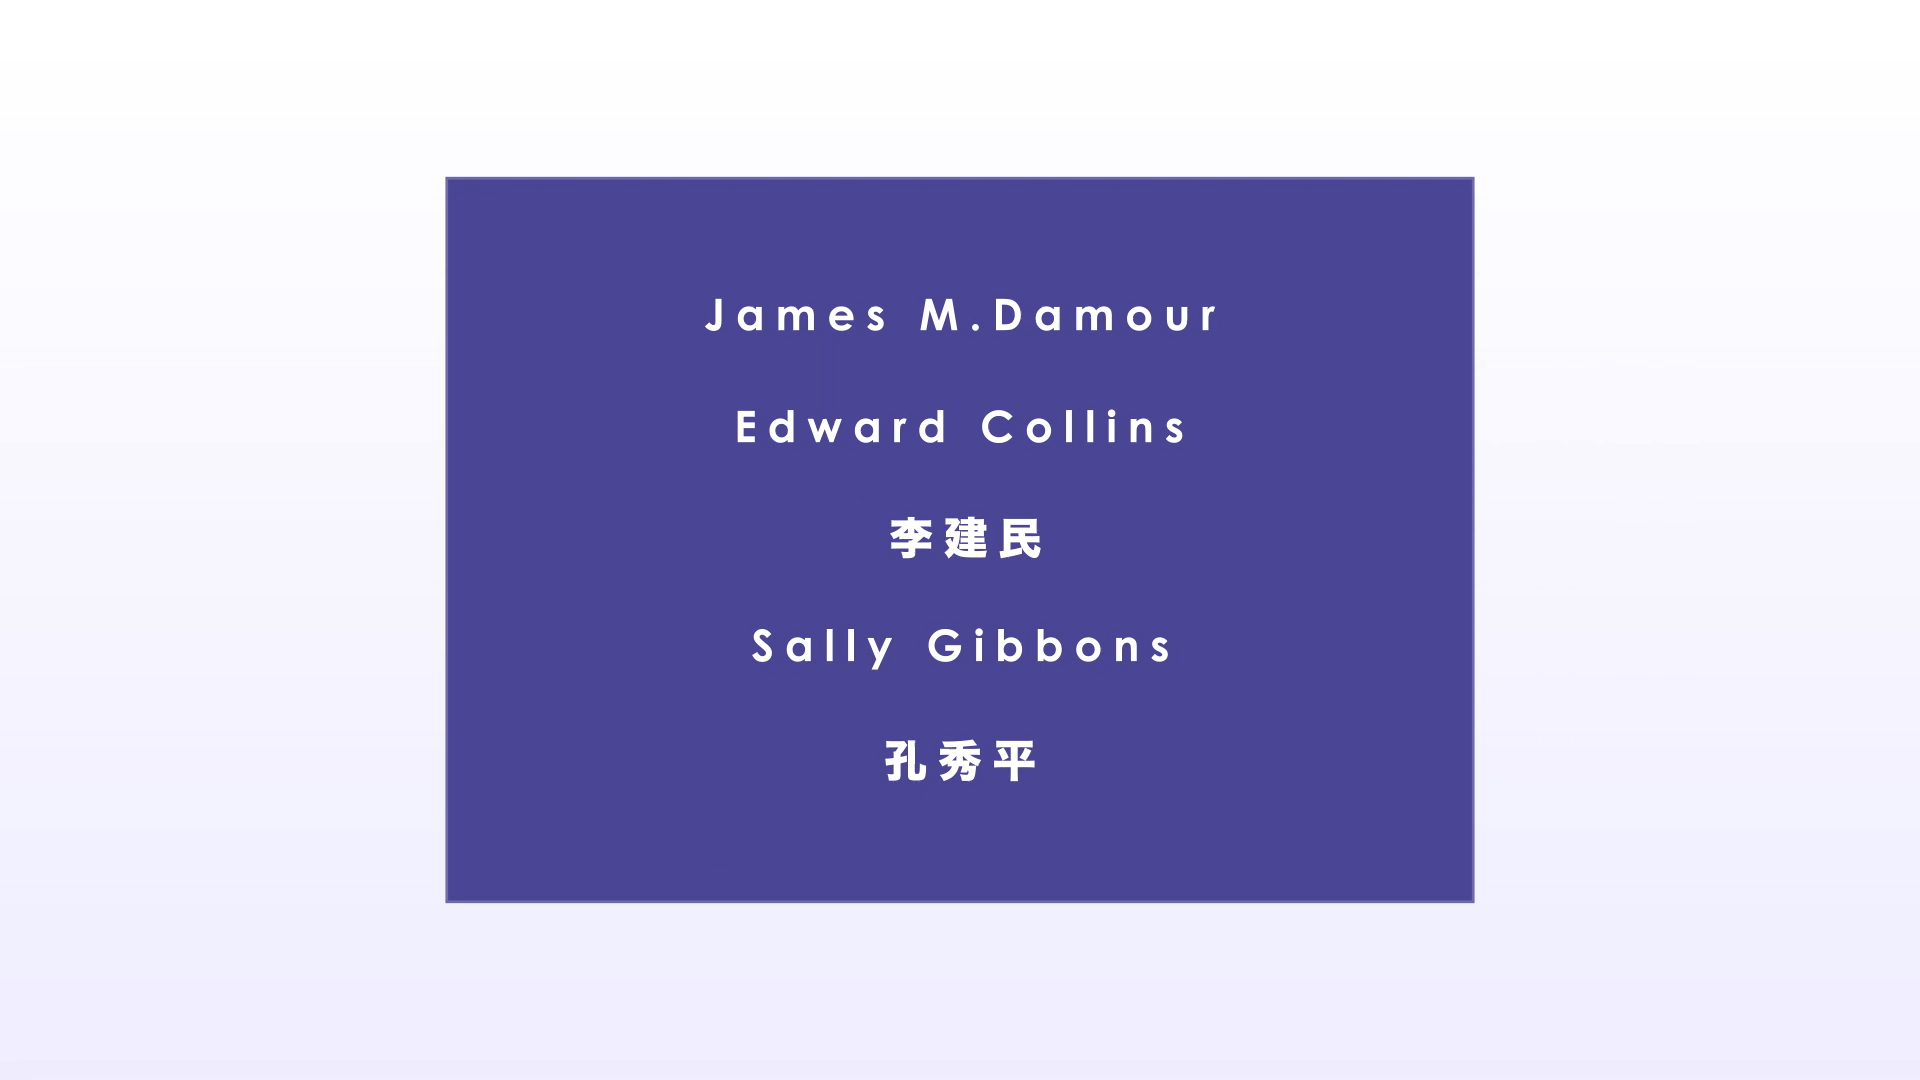 James M.Damour
Edward Collins
李建民
Sally Gibbons
孔秀平